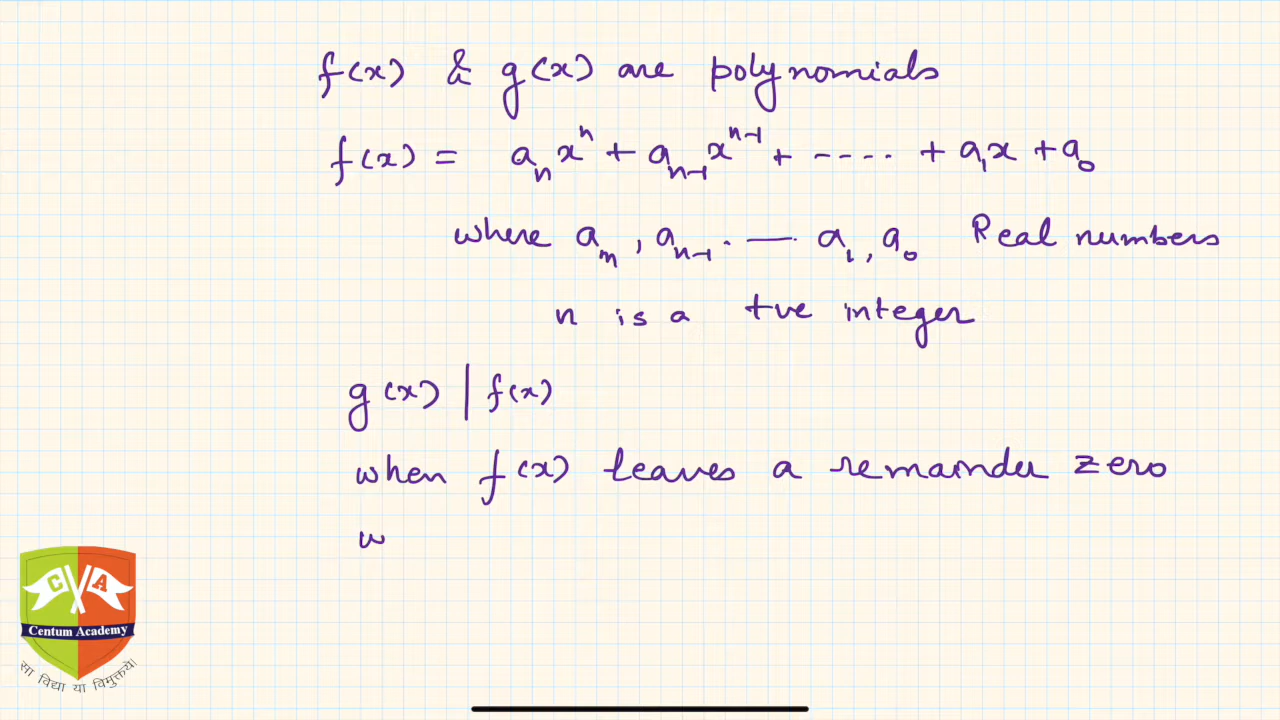 f(x) & g(x) are polynomials
f(x) = aₙxⁿ + aₙ₋₁xⁿ⁻¹ + ---- + a₁x + a₀
where aₙ, aₙ₋₁ . — . a₁, a₀ Real numbers
n is a +ve integer
g(x) | f(x)
when f(x) leaves a remainder zero
w
C A
Centum Academy
सा विद्या या विमुक्तये।